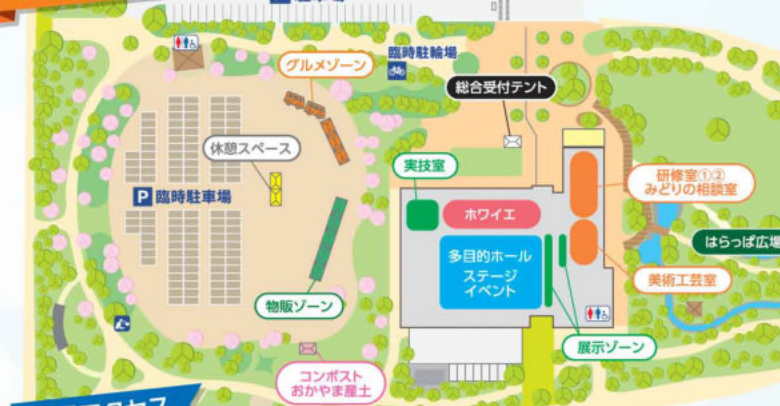 臨時駐輪場
グルメゾーン
総合受付テント
休憩スペース
実技室
研修室①②
みどりの相談室
P 臨時駐車場
ホワイエ
はらっぱ広場
多目的ホール
ステージ
イベント
美術工芸室
物販ゾーン
展示ゾーン
コンポスト
おかやま産土